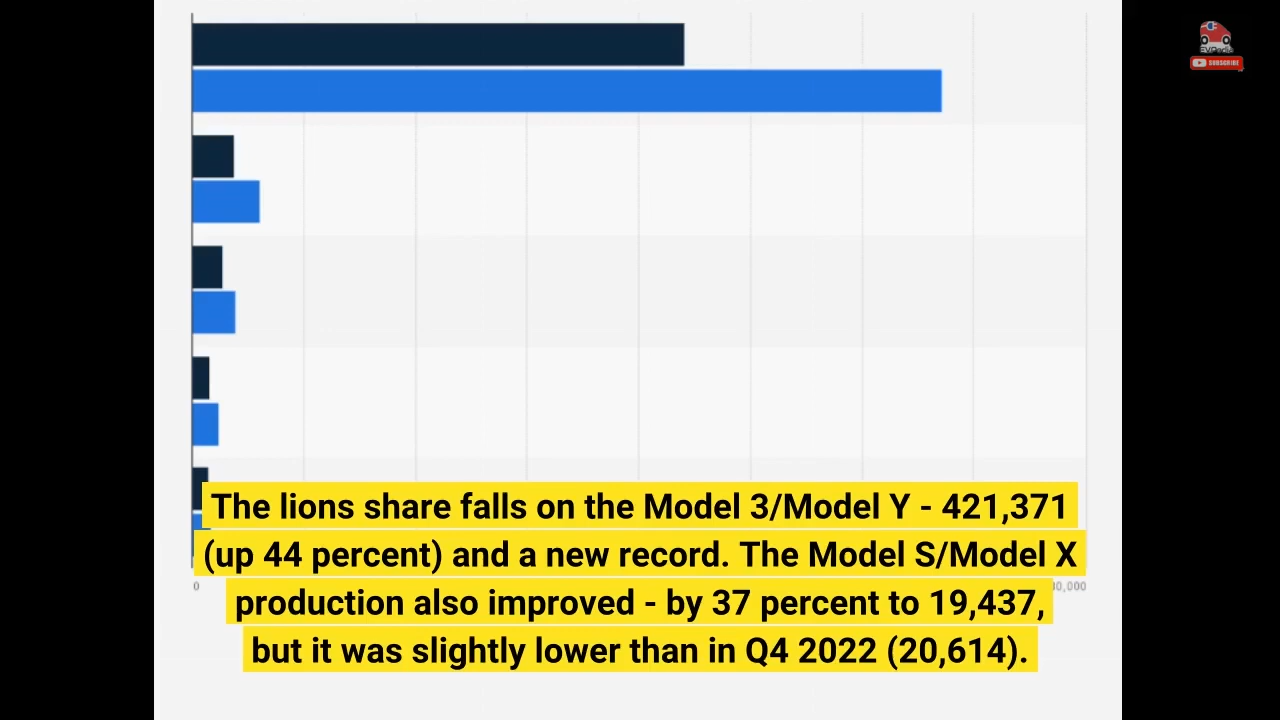 SUBSCRIBE
The lions share falls on the Model 3/Model Y - 421,371
(up 44 percent) and a new record. The Model S/Model X
0
production also improved - by 37 percent to 19,437,
but it was slightly lower than in Q4 2022 (20,614).